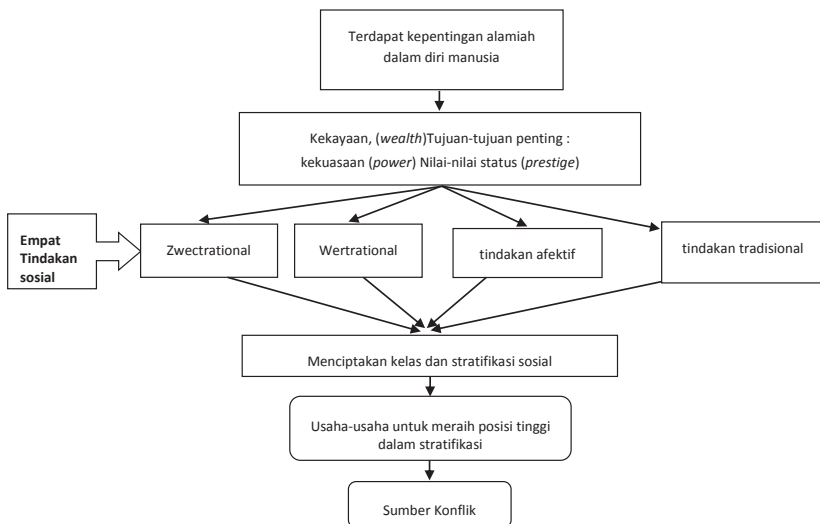 Terdapat kepentingan alamiah
dalam diri manusia
Kekayaan, (wealth)Tujuan-tujuan penting :
kekuasaan (power) Nilai-nilai status (prestige)
Empat
Tindakan
sosial
Zwectrational
Wertrational
tindakan afektif
tindakan tradisional
Menciptakan kelas dan stratifikasi sosial
Usaha-usaha untuk meraih posisi tinggi
dalam stratifikasi
Sumber Konflik